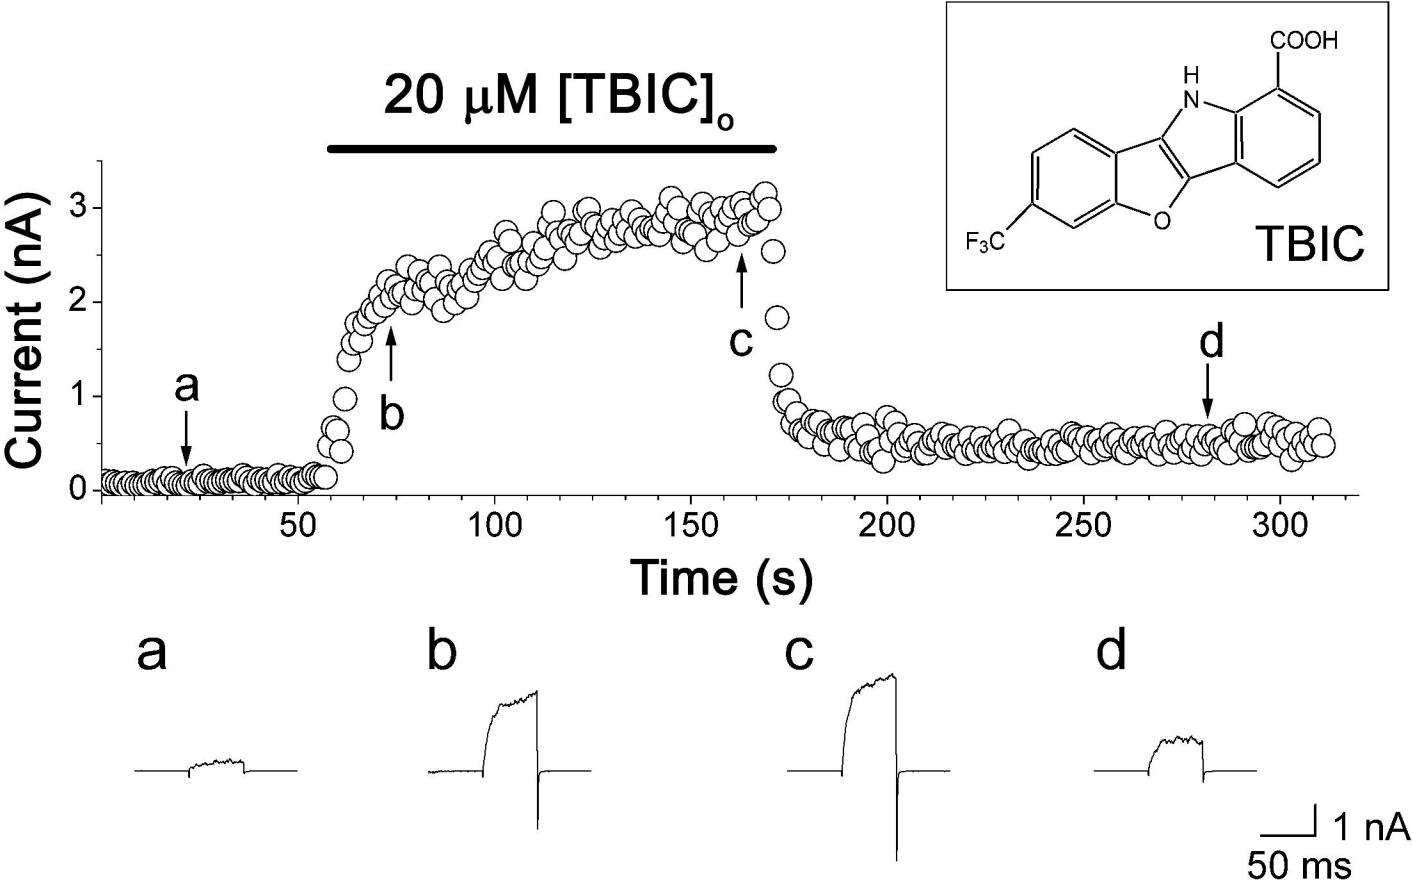 20 μM [TBIC]o
COOH
H
N
O
F3C
TBIC
Current (nA)
3
2
1
0
a
b
c
d
50
100
150
200
250
300
Time (s)
a
b
c
d
1 nA
50 ms